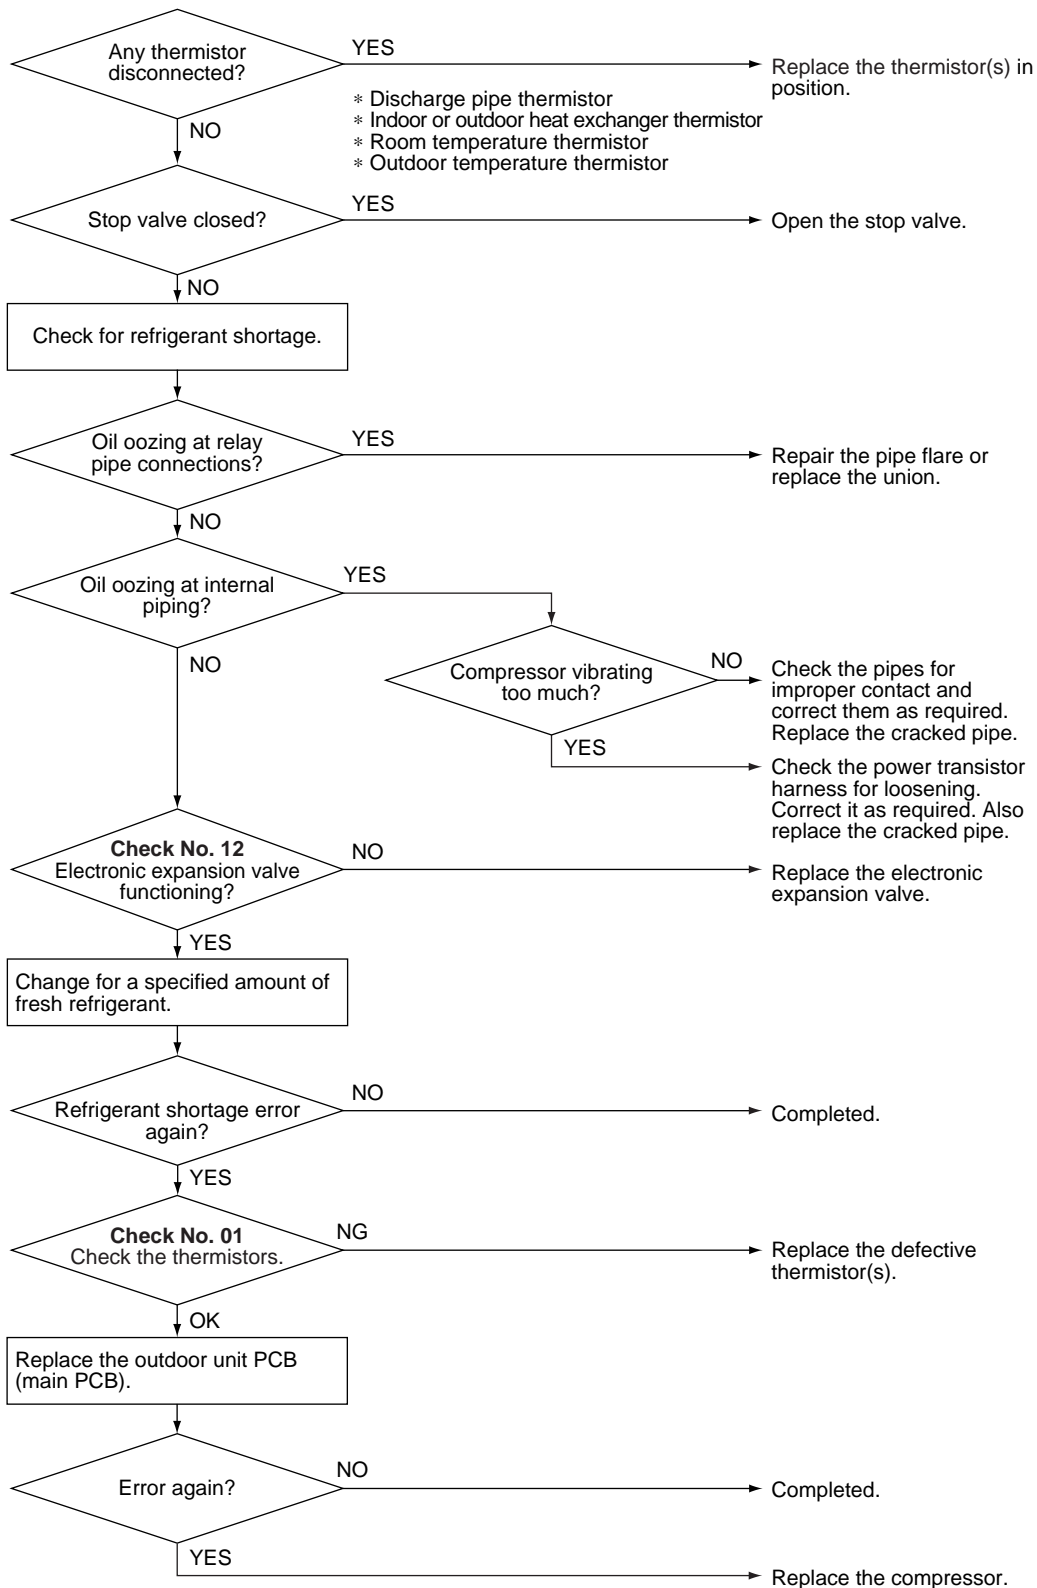 Any thermistor
disconnected?
YES
Replace the thermistor(s) in
position.
∗ Discharge pipe thermistor
∗ Indoor or outdoor heat exchanger thermistor
∗ Room temperature thermistor
∗ Outdoor temperature thermistor
NO
Stop valve closed?
YES
Open the stop valve.
NO
Check for refrigerant shortage.
Oil oozing at relay
pipe connections?
YES
Repair the pipe flare or
replace the union.
NO
Oil oozing at internal
piping?
YES
NO
Compressor vibrating
too much?
NO
Check the pipes for
improper contact and
correct them as required.
Replace the cracked pipe.
YES
Check the power transistor
harness for loosening.
Correct it as required. Also
replace the cracked pipe.
Check No. 12
Electronic expansion valve
functioning?
NO
Replace the electronic
expansion valve.
YES
Change for a specified amount of
fresh refrigerant.
Refrigerant shortage error
again?
NO
Completed.
YES
Check No. 01
Check the thermistors.
NG
Replace the defective
thermistor(s).
OK
Replace the outdoor unit PCB
(main PCB).
Error again?
NO
Completed.
YES
Replace the compressor.